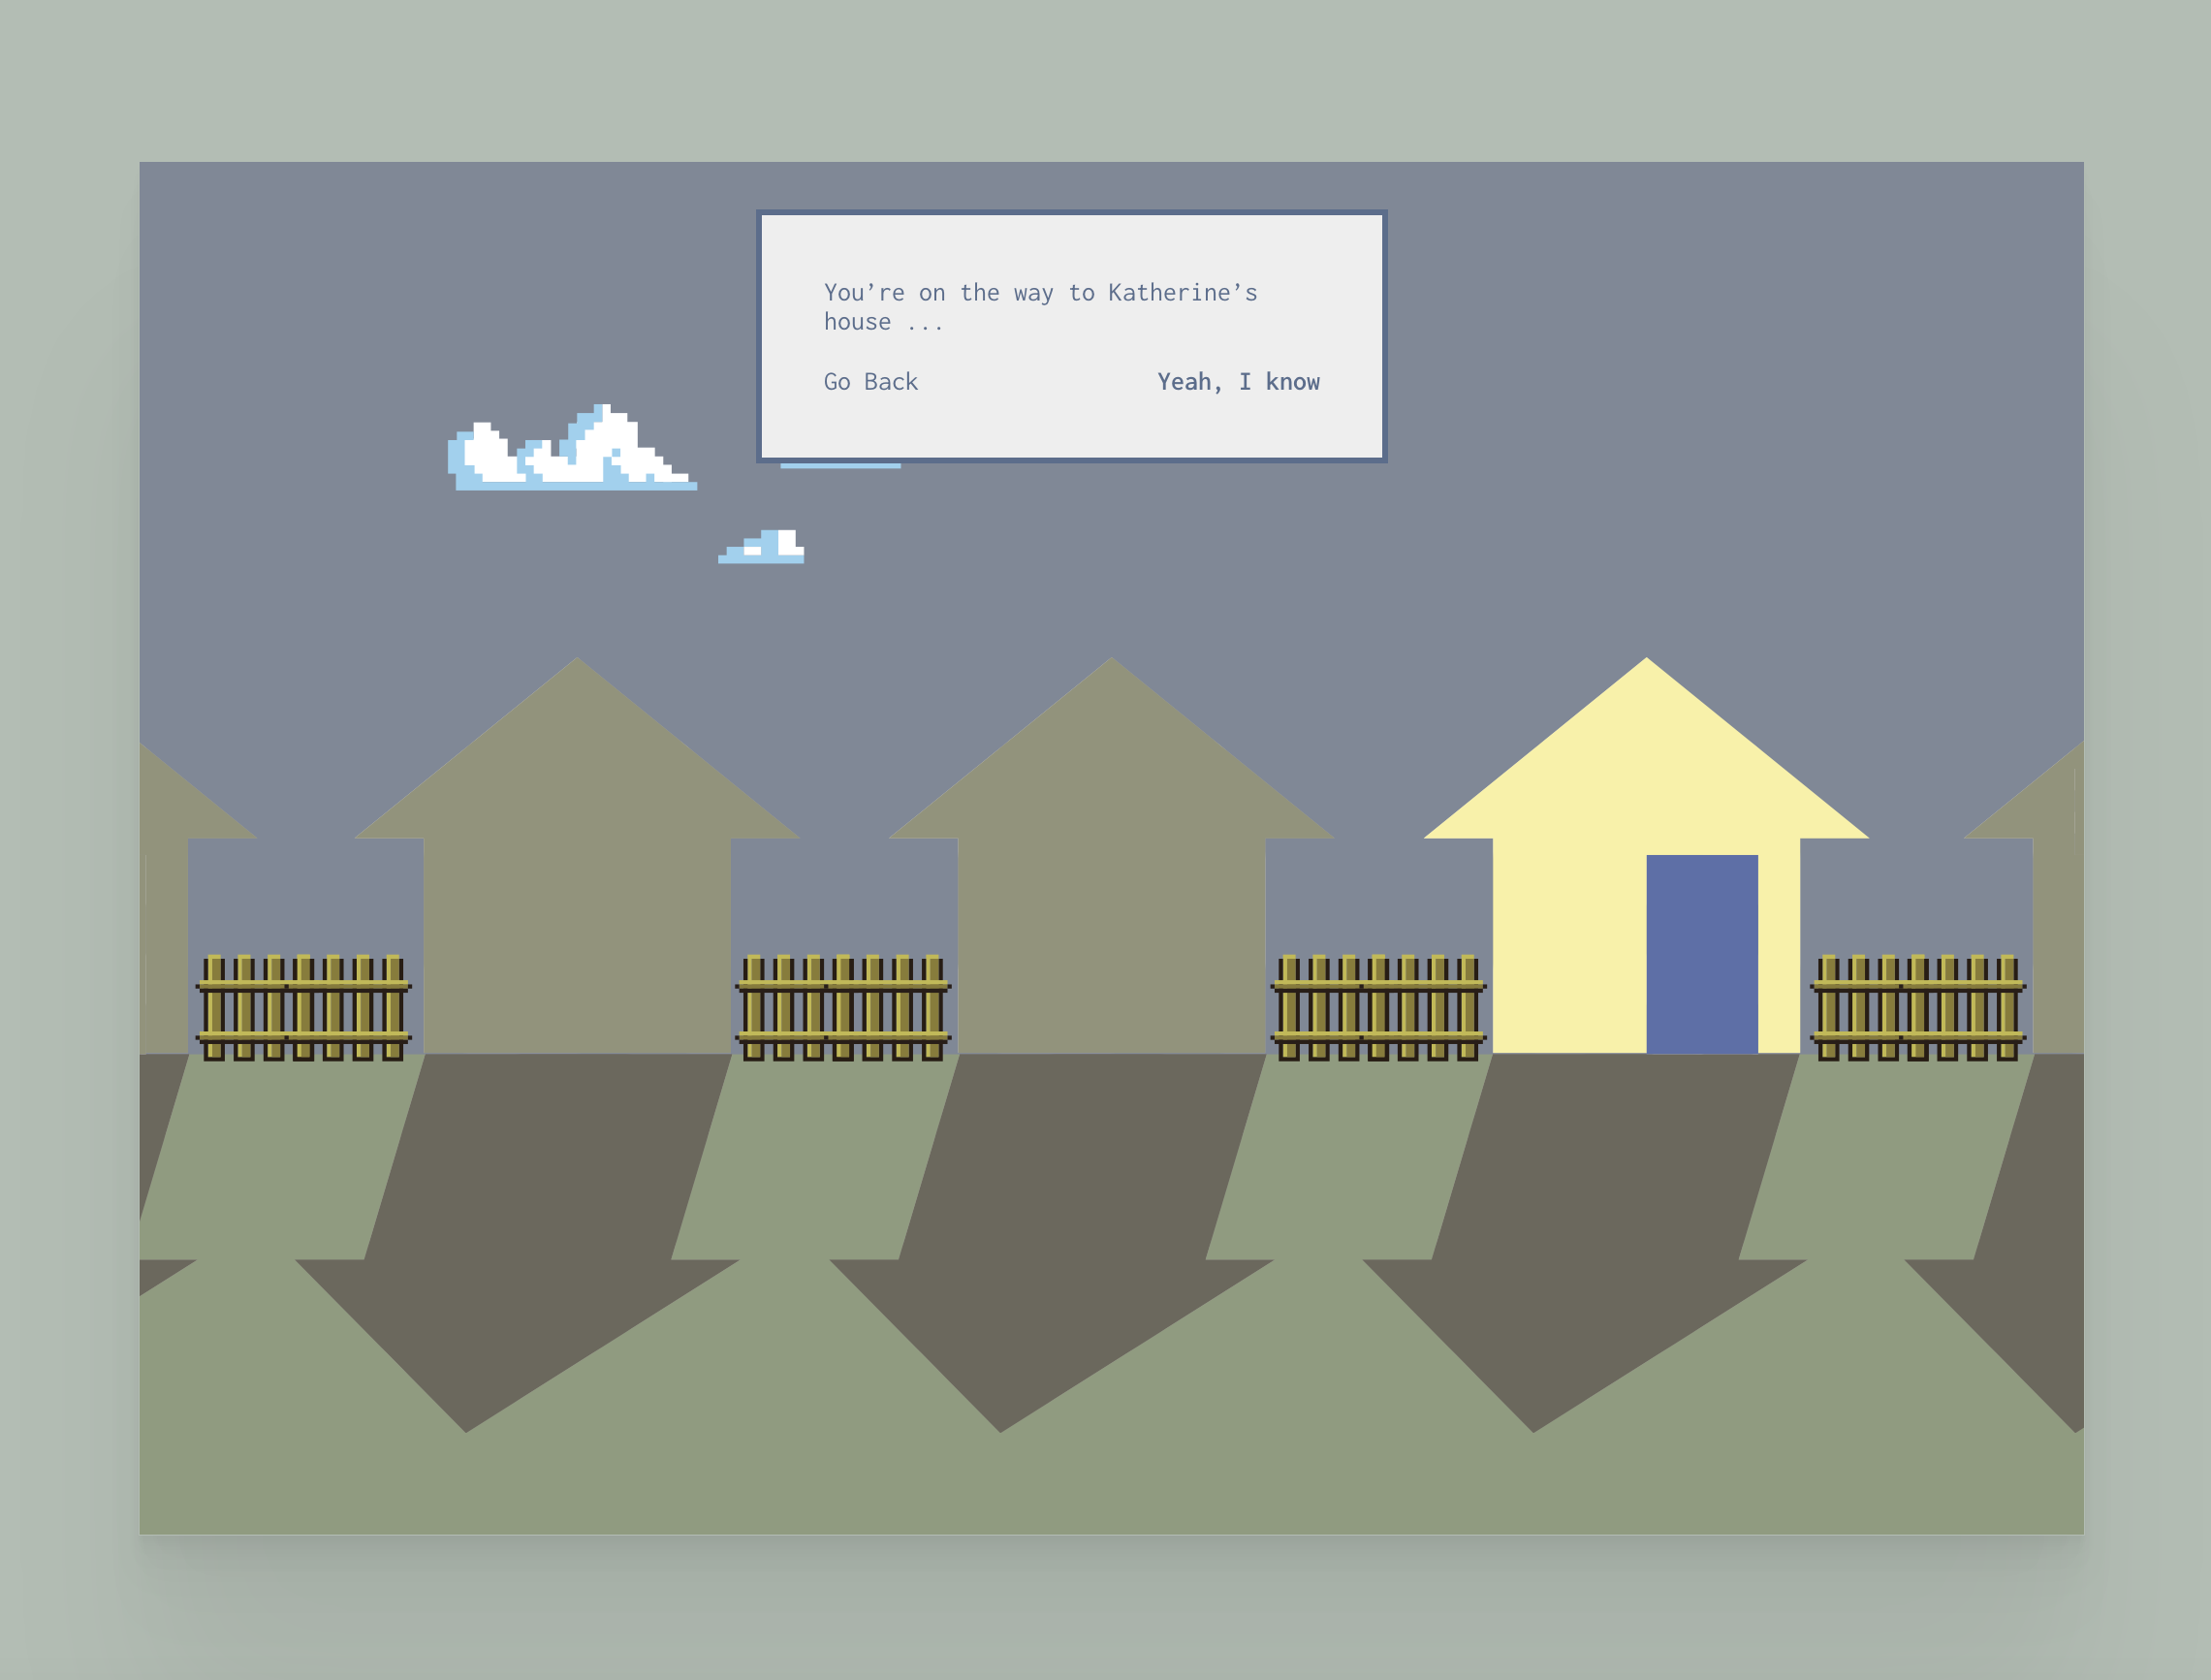 You’re on the way to Katherine’s
house ...
Go Back
Yeah, I know